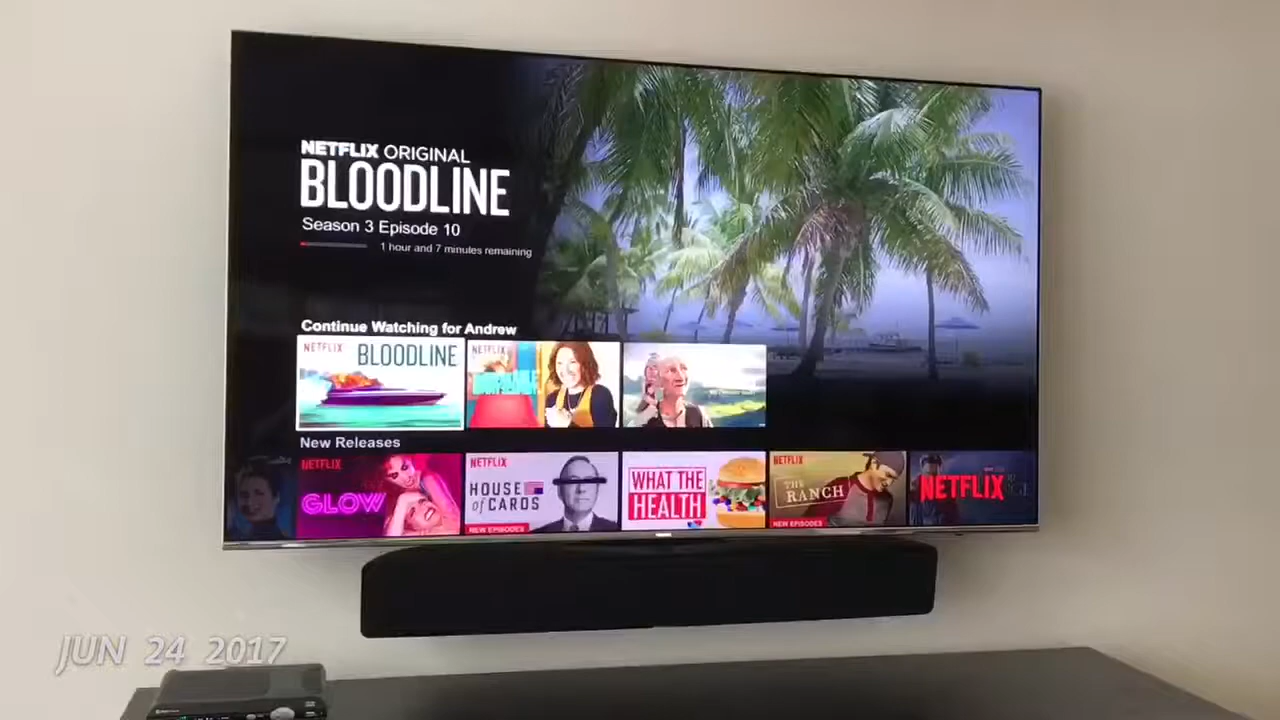 NETFLIX ORIGINAL
BLOODLINE
Season 3 Episode 10
1 hour and 7 minutes remaining
Continue Watching for Andrew
NETFLIX BLOODLINE
NETFLIX
New Releases
NETFLIX
GLOW
NETFLIX
HOUSE
of CARDS
NEW EPISODES
WHAT THE
HEALTH
NETFLIX
THE
RANCH
NEW EPISODES
NETFLIX
JUN 24 2017